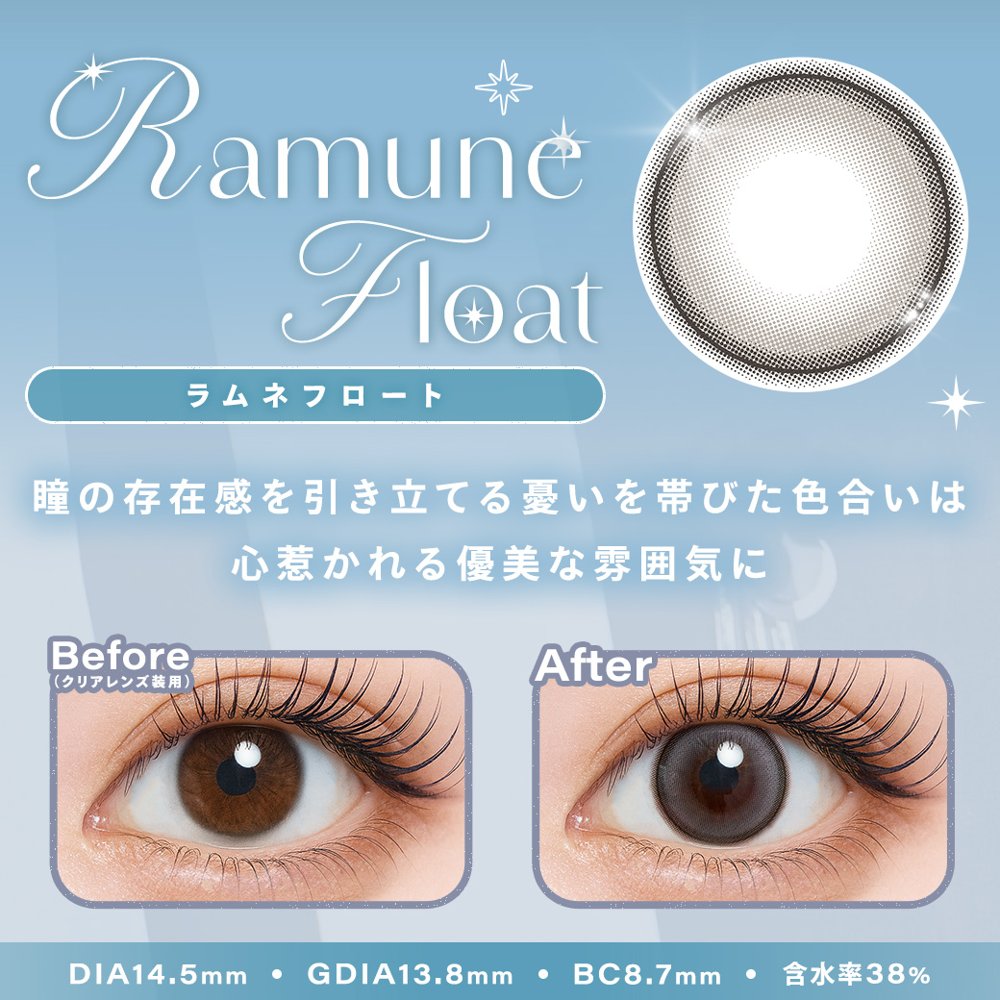 Ramune
Float
ラムネフロート
瞳の存在感を引き立てる憂いを帯びた色合いは
心惹かれる優美な雰囲気に
Before
(クリアレンズ装用)
After
DIA14.5mm • GDIA13.8mm • BC8.7mm • 含水率38%